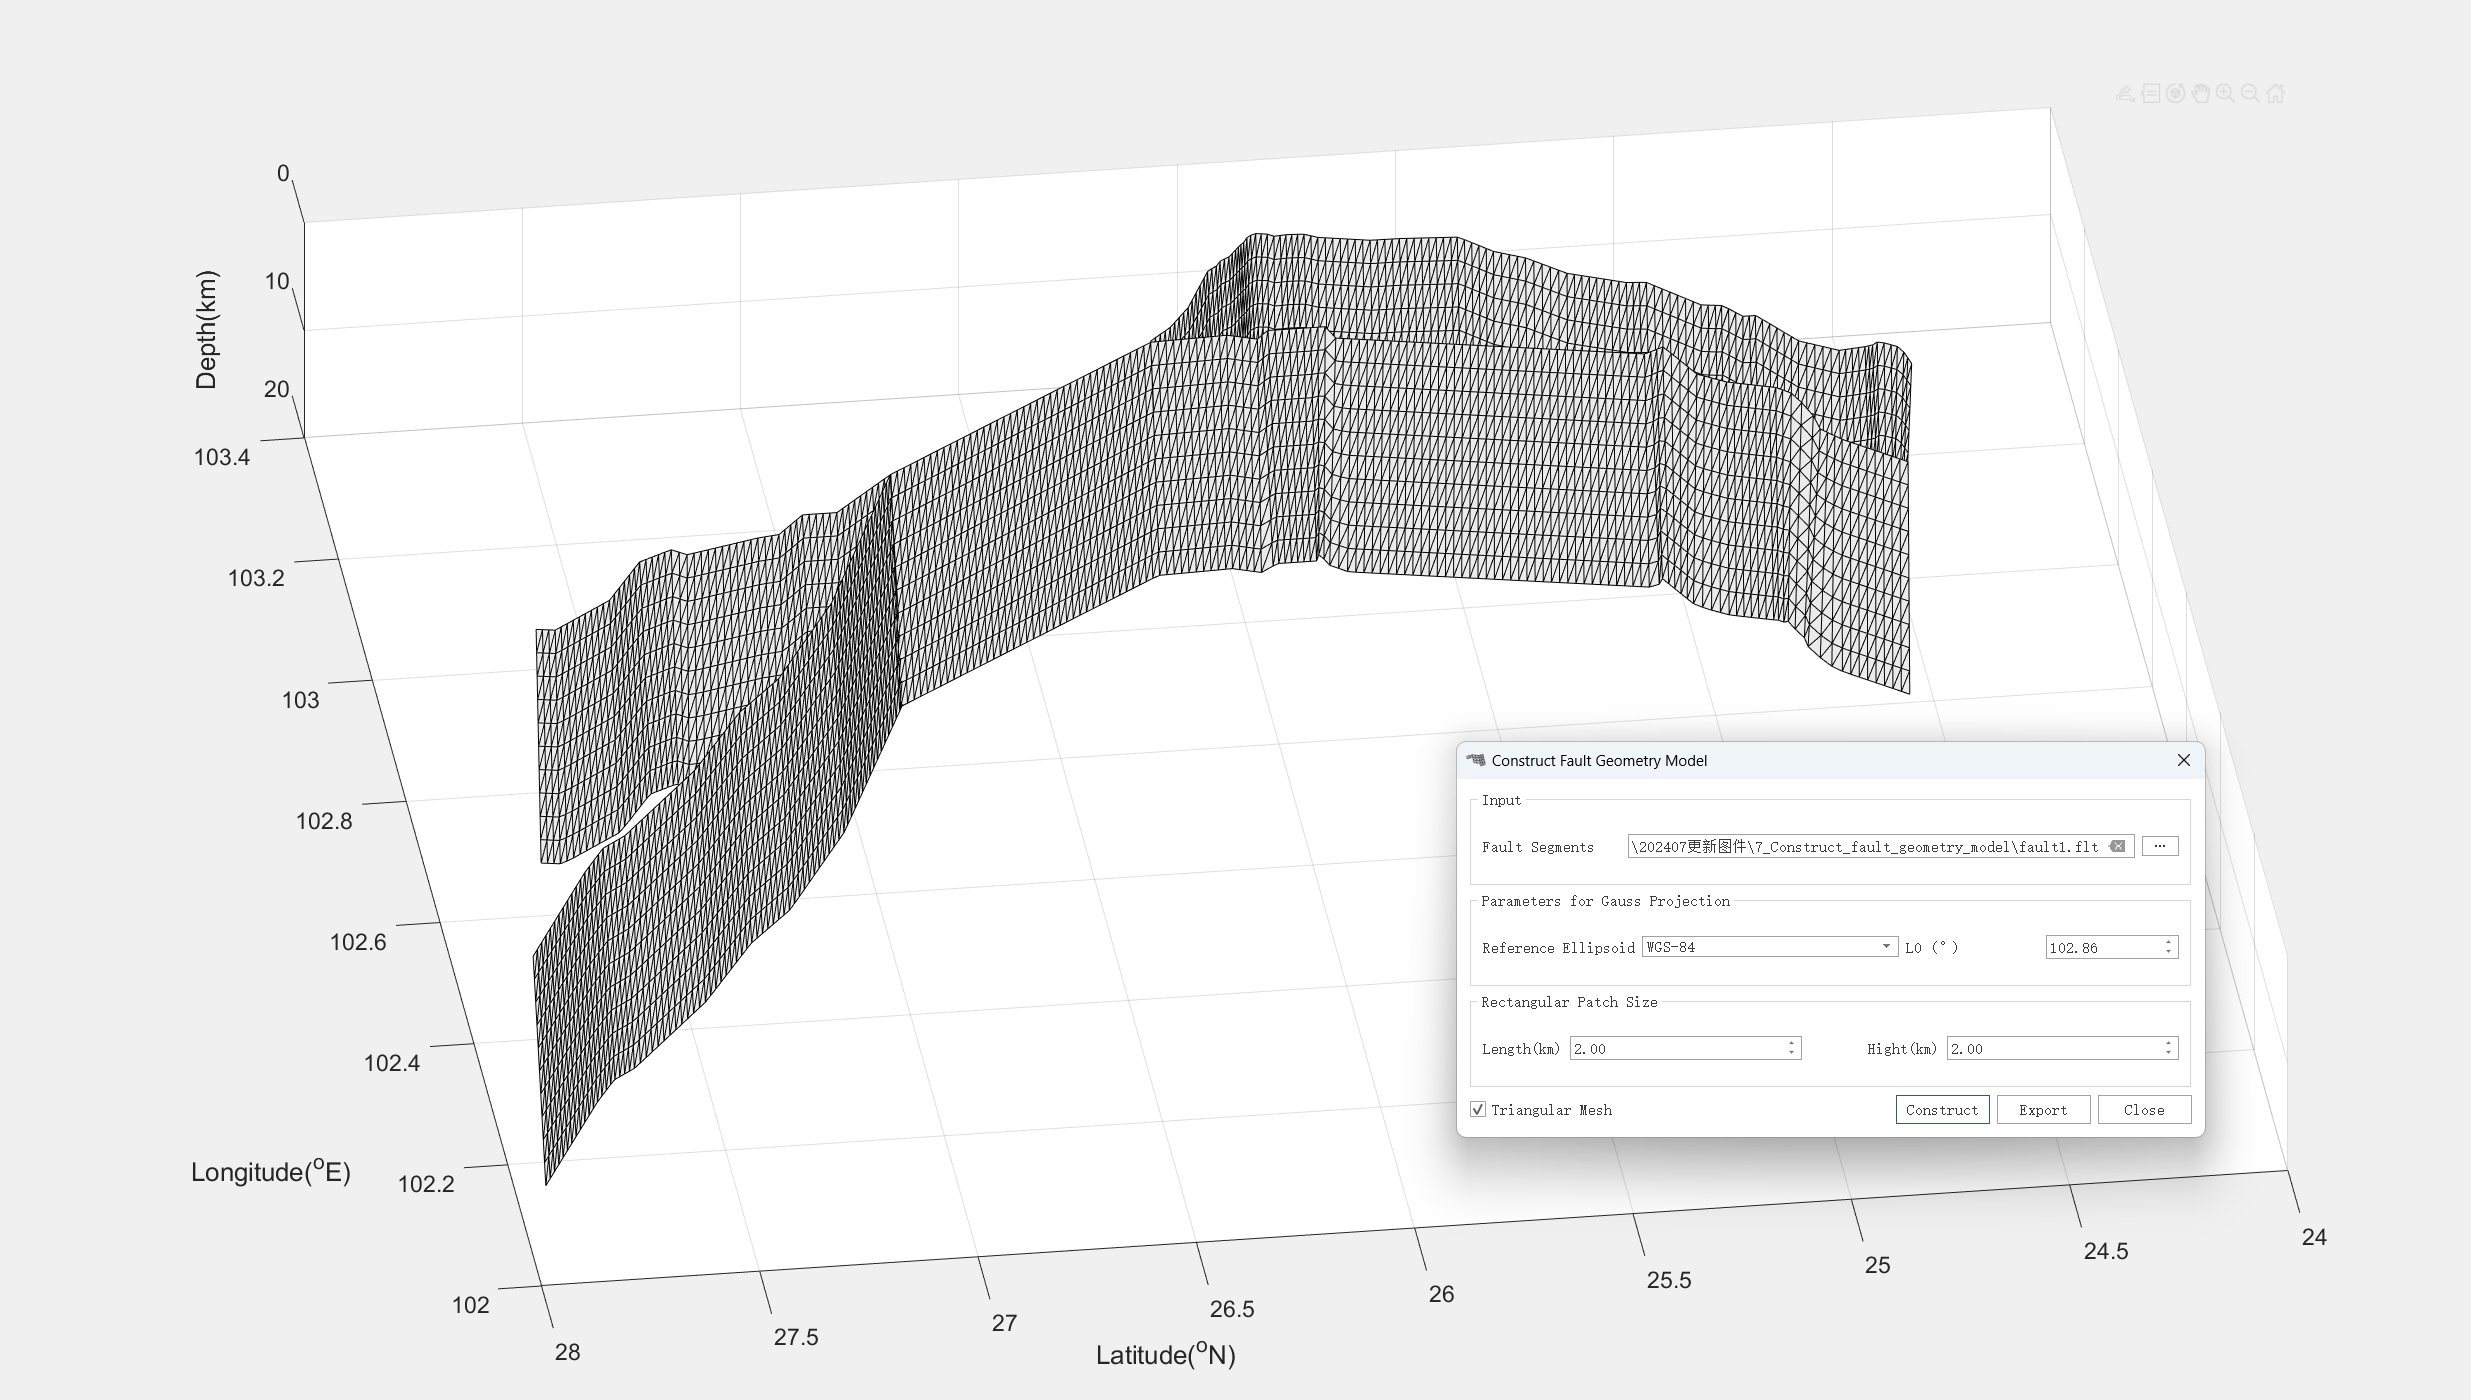 0
10
20
Depth(km)
103.4
103.2
103
102.8
102.6
102.4
102.2
102
Longitude(°E)
28
27.5
27
26.5
26
25.5
25
24.5
24
Latitude(°N)
Construct Fault Geometry Model
Input
Fault Segments \202407更新图件\7_Construct_fault_geometry_model\fault1.flt ...
Parameters for Gauss Projection
Reference Ellipsoid WGS-84 L0 (°) 102.86
Rectangular Patch Size
Length(km) 2.00 Hight(km) 2.00
Triangular Mesh Construct Export Close